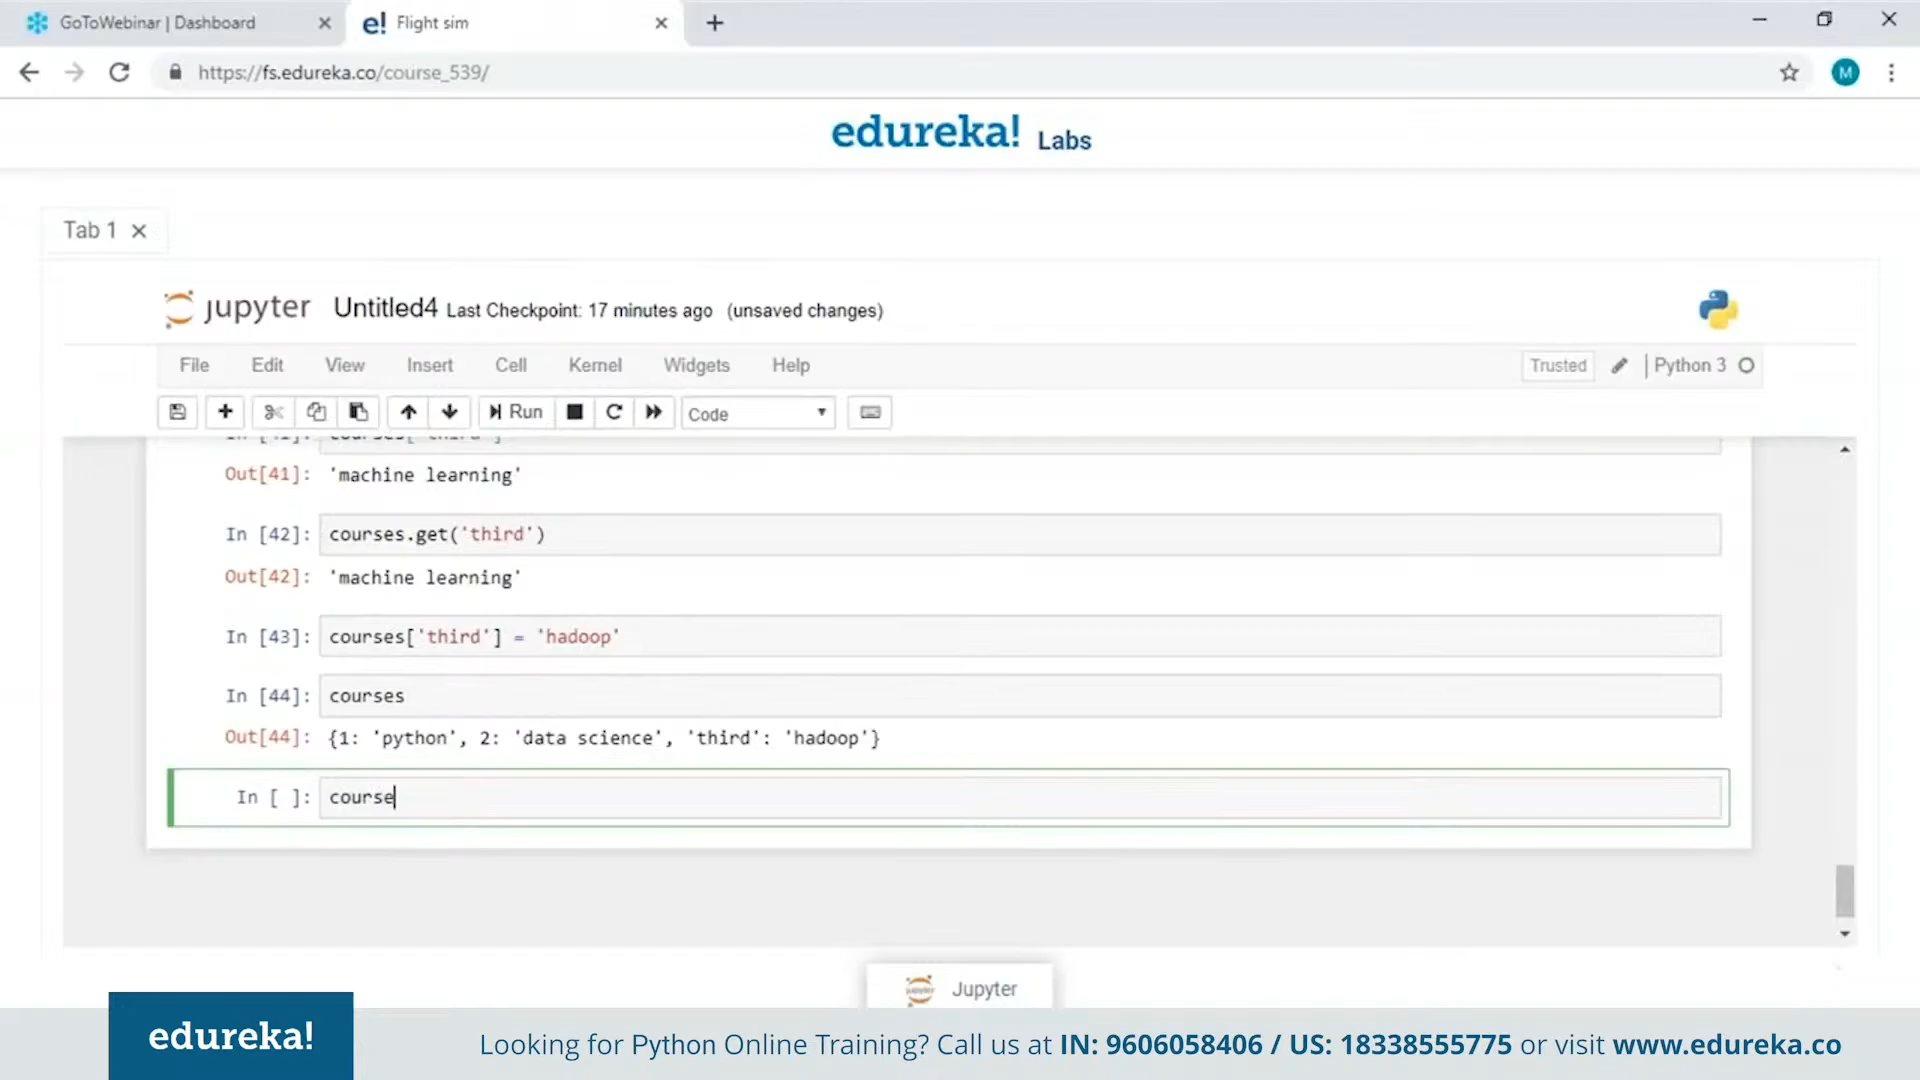 GoToWebinar | Dashboard
e! Flight sim
https://fs.edureka.co/course_539/
M
edureka! Labs
Tab 1
jupyter Untitled4 Last Checkpoint: 17 minutes ago (unsaved changes)
File Edit View Insert Cell Kernel Widgets Help Trusted Python 3
Run Code
Out[41]: 'machine learning'
In [42]: courses.get('third')
Out[42]: 'machine learning'
In [43]: courses['third'] = 'hadoop'
In [44]: courses
Out[44]: {1: 'python', 2: 'data science', 'third': 'hadoop'}
In [ ]: course
Jupyter
edureka!
Looking for Python Online Training? Call us at IN: 9606058406 / US: 18338555775 or visit www.edureka.co